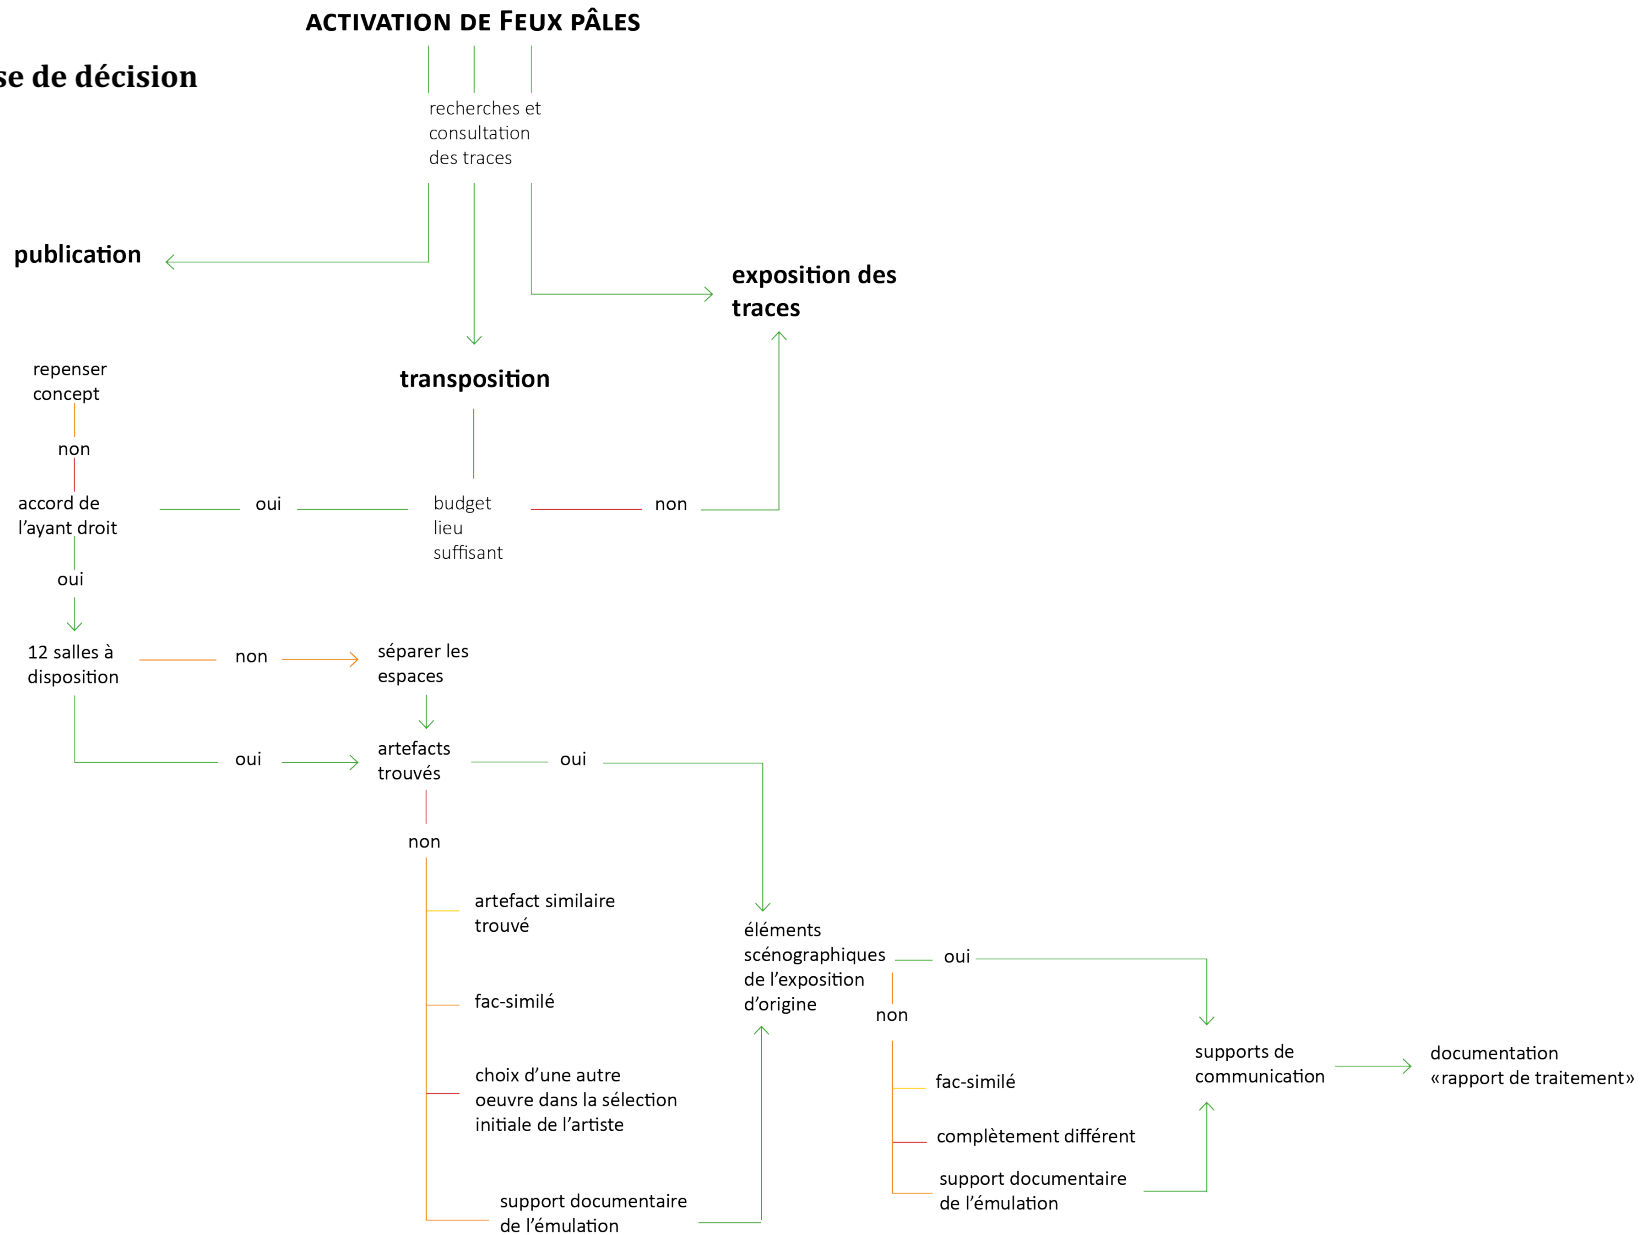 ACTIVATION DE FEUX PÂLES
se de décision
recherches et
consultation
des traces
publication
exposition des
traces
transposition
repenser
concept
non
accord de
l'ayant droit
oui
budget
lieu
suffisant
non
oui
12 salles à
disposition
non
séparer les
espaces
oui
artefacts
trouvés
oui
non
artefact similaire
trouvé
fac-similé
choix d'une autre
oeuvre dans la sélection
initiale de l'artiste
support documentaire
de l'émulation
éléments
scénographiques
de l'exposition
d'origine
oui
non
fac-similé
complètement différent
support documentaire
de l'émulation
supports de
communication
documentation
«rapport de traitement»